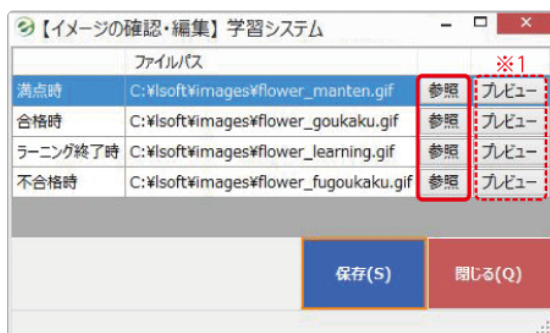 【イメージの確認・編集】学習システム
※1
ファイルパス
満点時 C:¥lsoft¥images¥flower_manten.gif 参照 プレビュー
合格時 C:¥lsoft¥images¥flower_goukaku.gif 参照 プレビュー
ラーニング終了時 C:¥lsoft¥images¥flower_learning.gif 参照 プレビュー
不合格時 C:¥lsoft¥images¥flower_fugoukaku.gif 参照 プレビュー
保存(S) 閉じる(Q)